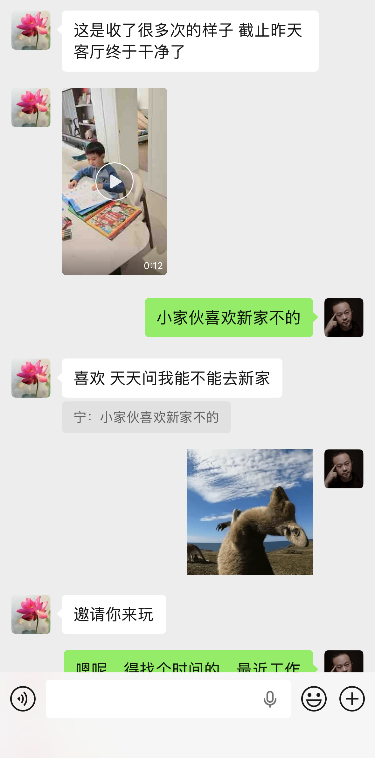 这是收了很多次的样子 截止昨天
客厅终于干净了
0:12
小家伙喜欢新家不的
喜欢 天天问我能不能去新家
宁：小家伙喜欢新家不的
邀请你来玩
嗯呢，得找个时间的，最近工作